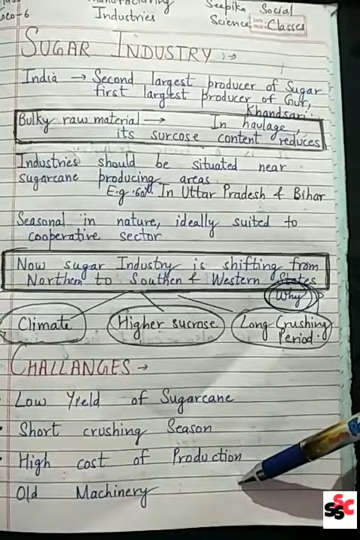 Manufacturing Industries
Deepika Social Science Classes
SUGAR INDUSTRY :→
India → Second largest producer of Sugar
first largest producer of Gur,
Khandsari
Bulky raw material → In haulage,
its surcose content reduces
Industries should be situated near
sugarcane producing areas.
E.g. 60% In Uttar Pradesh & Bihar
Seasonal in nature, ideally suited to
cooperative sector
Now sugar Industry is shifting from
Northern to Southern & Western States
Why
Climate
Higher sucrose
Long Crushing
Period.
CHALLANGES →
Low Yield of Sugarcane
Short crushing Season
High cost of Production
Old Machinery
SSC